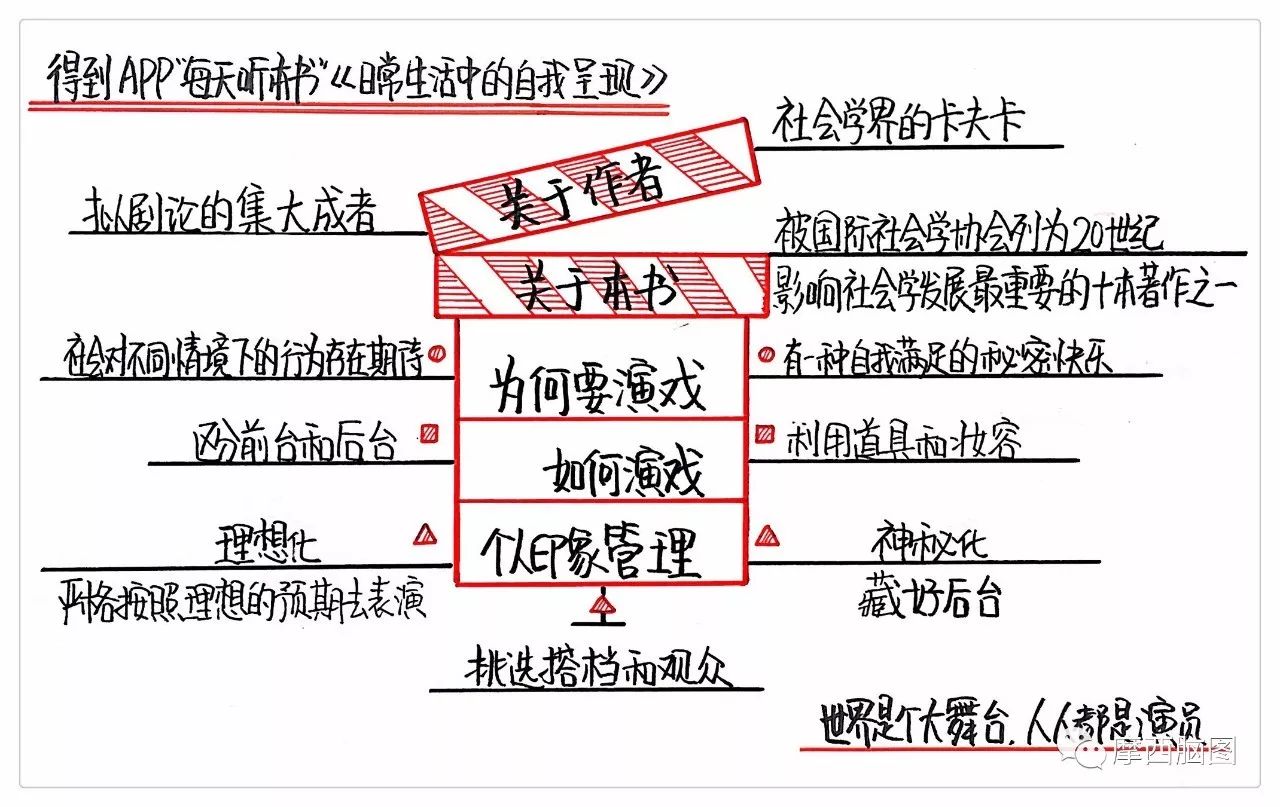 得到APP"每天听本书"《日常生活中的自我呈现》
关于作者
社会学界的卡夫卡
拟剧论的集大成者
关于本书
被国际社会学协会列为20世纪
影响社会学发展最重要的十本著作之一
为何要演戏
社会对不同情境下的行为存在期待
有一种自我满足的秘密快乐
如何演戏
区分前台和后台
利用道具和妆容
个人印象管理
理想化
严格按照理想的预期去表演
神秘化
藏好后台
挑选搭档和观众
世界是个大舞台，人人都是演员
摩西脑图